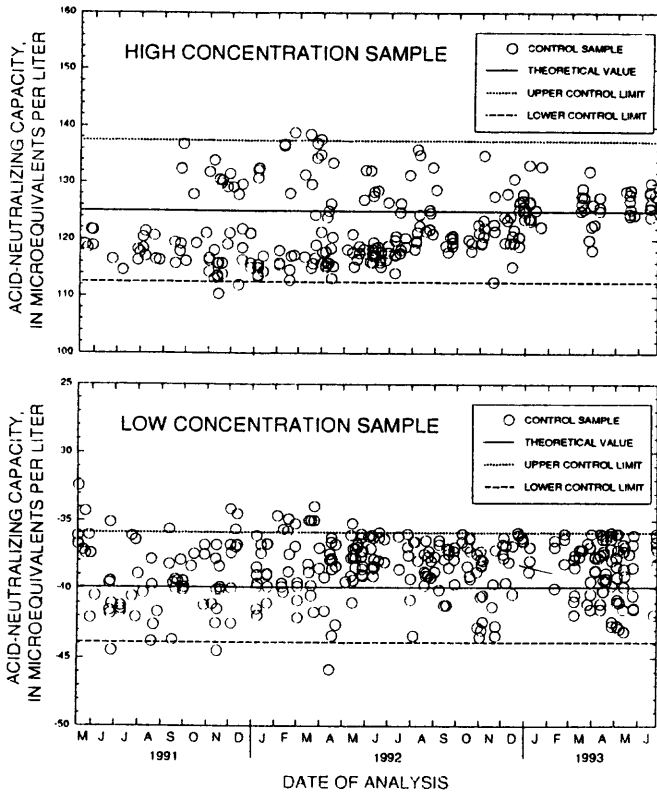 160
150
140
130
120
110
100
ACID-NEUTRALIZING CAPACITY,
IN MICROEQUIVALENTS PER LITER
HIGH CONCENTRATION SAMPLE
CONTROL SAMPLE
THEORETICAL VALUE
UPPER CONTROL LIMIT
LOWER CONTROL LIMIT
25
-30
-35
-40
-45
-50
ACID-NEUTRALIZING CAPACITY,
IN MICROEQUIVALENTS PER LITER
LOW CONCENTRATION SAMPLE
CONTROL SAMPLE
THEORETICAL VALUE
UPPER CONTROL LIMIT
LOWER CONTROL LIMIT
M J J A S O N D J F M A M J J A S O N D J F M A M J
1991 1992 1993
DATE OF ANALYSIS